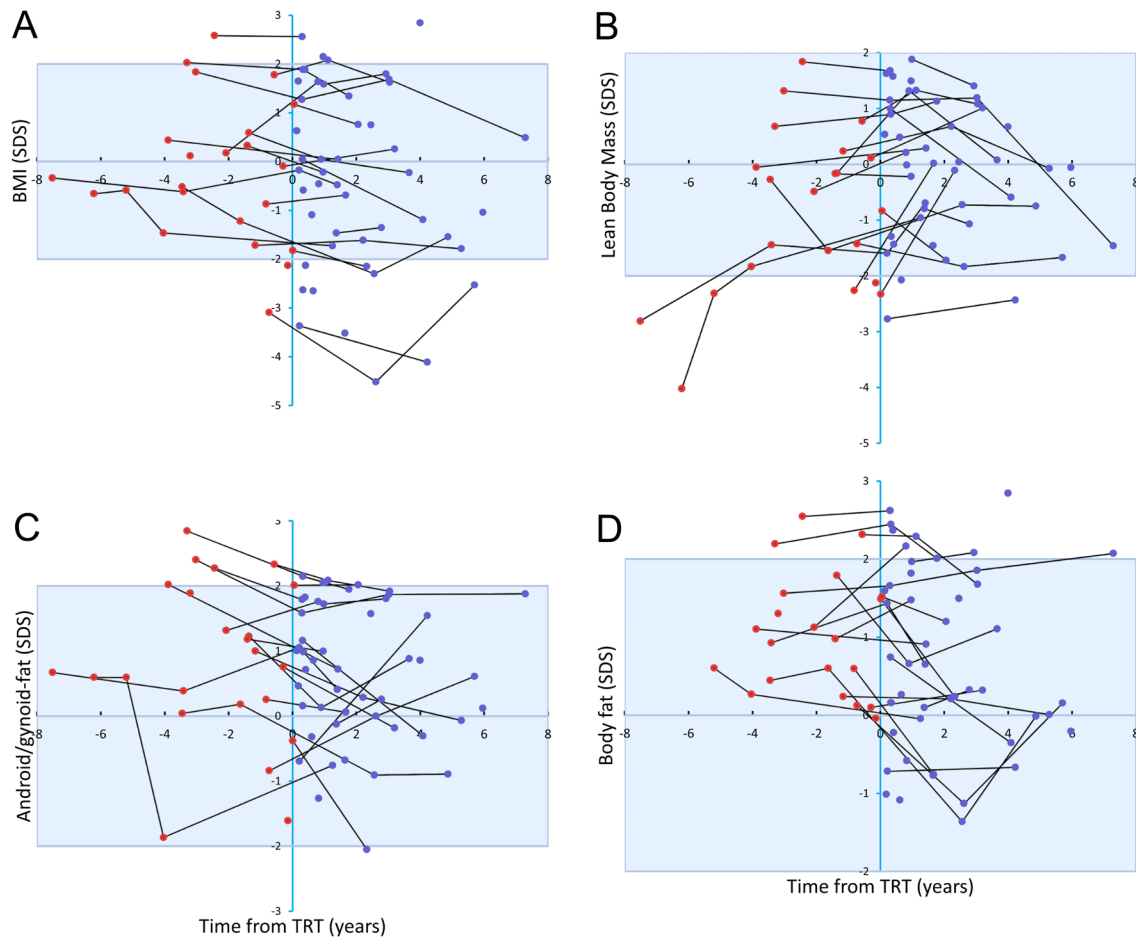 A
BMI (SDS)
3
2
1
0
-1
-2
-3
-4
-5
-8 -6 -4 -2 0 2 4 6 8
B
Lean Body Mass (SDS)
2
1
0
-1
-2
-3
-4
-5
-8 -6 -4 -2 0 2 4 6 8
C
Android/gynoid-fat (SDS)
3
2
1
0
-1
-2
-3
-8 -6 -4 -2 0 2 4 6 8
Time from TRT (years)
D
Body fat (SDS)
3
2
1
0
-1
-2
-8 -6 -4 -2 0 2 4 6 8
Time from TRT (years)